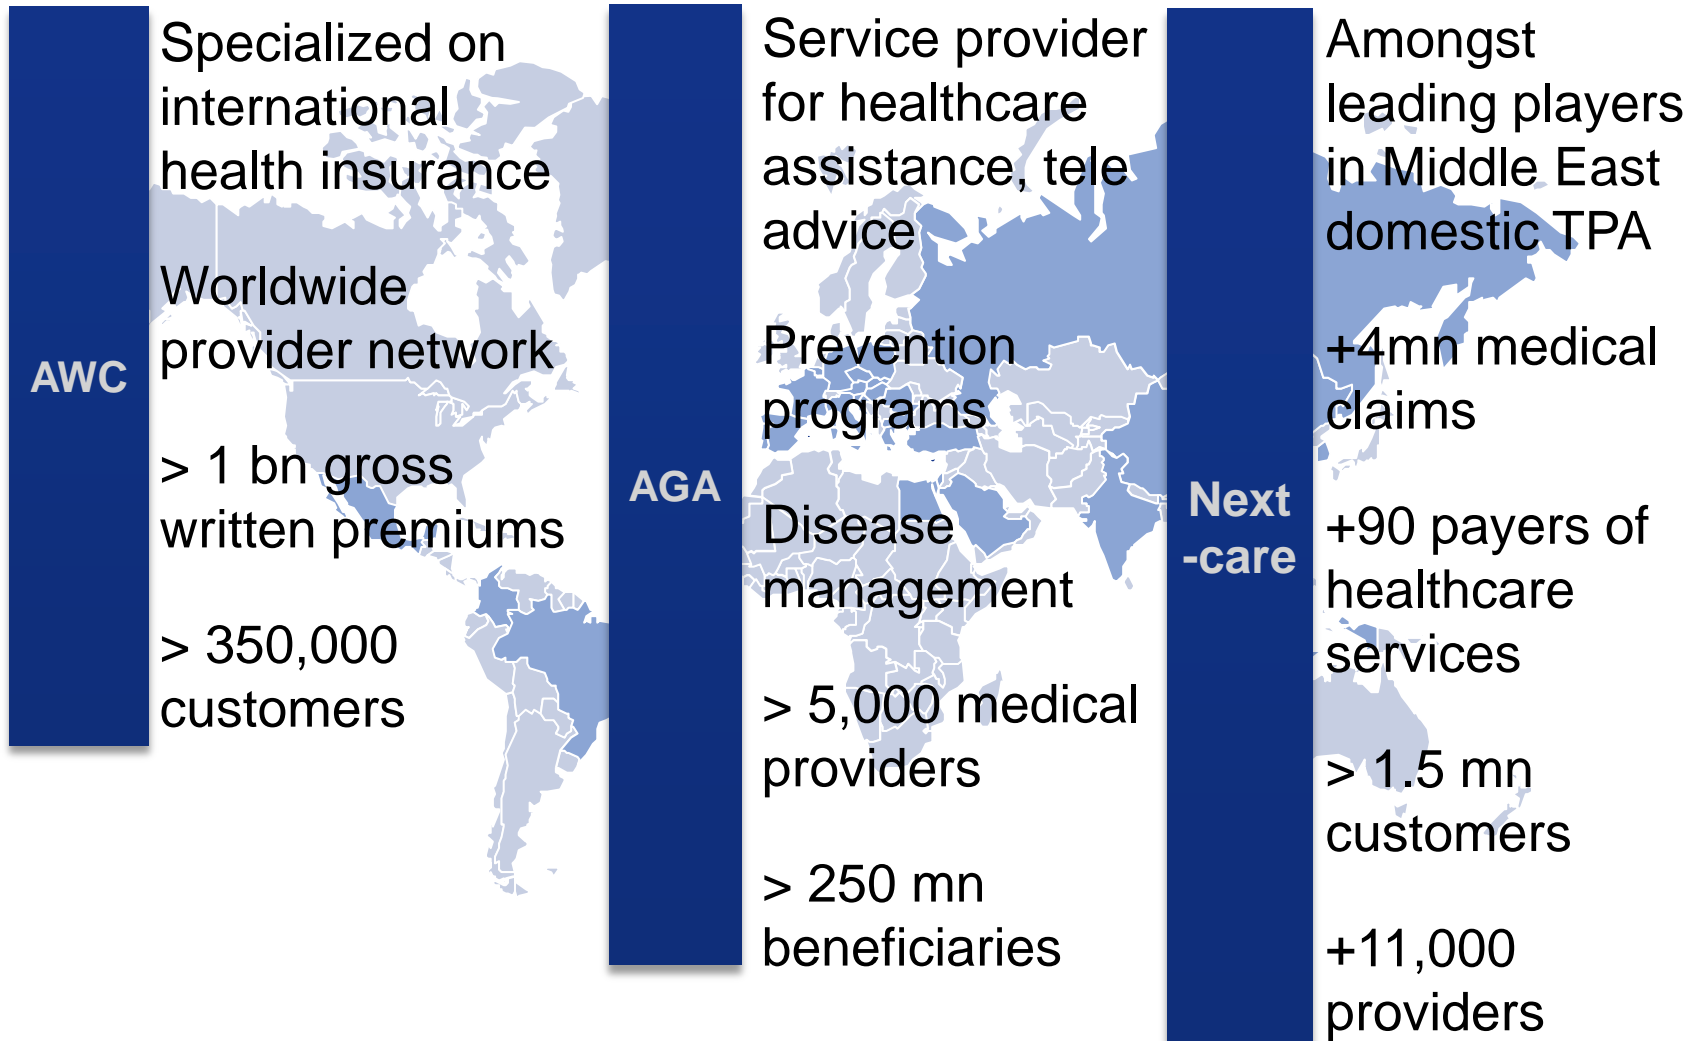 AWC
Specialized on
international
health insurance
Worldwide
provider network
> 1 bn gross
written premiums
> 350,000
customers
AGA
Service provider
for healthcare
assistance, tele
advice
Prevention
programs
Disease
management
> 5,000 medical
providers
> 250 mn
beneficiaries
Next
-care
Amongst
leading players
in Middle East
domestic TPA
+4mn medical
claims
+90 payers of
healthcare
services
> 1.5 mn
customers
+11,000
providers